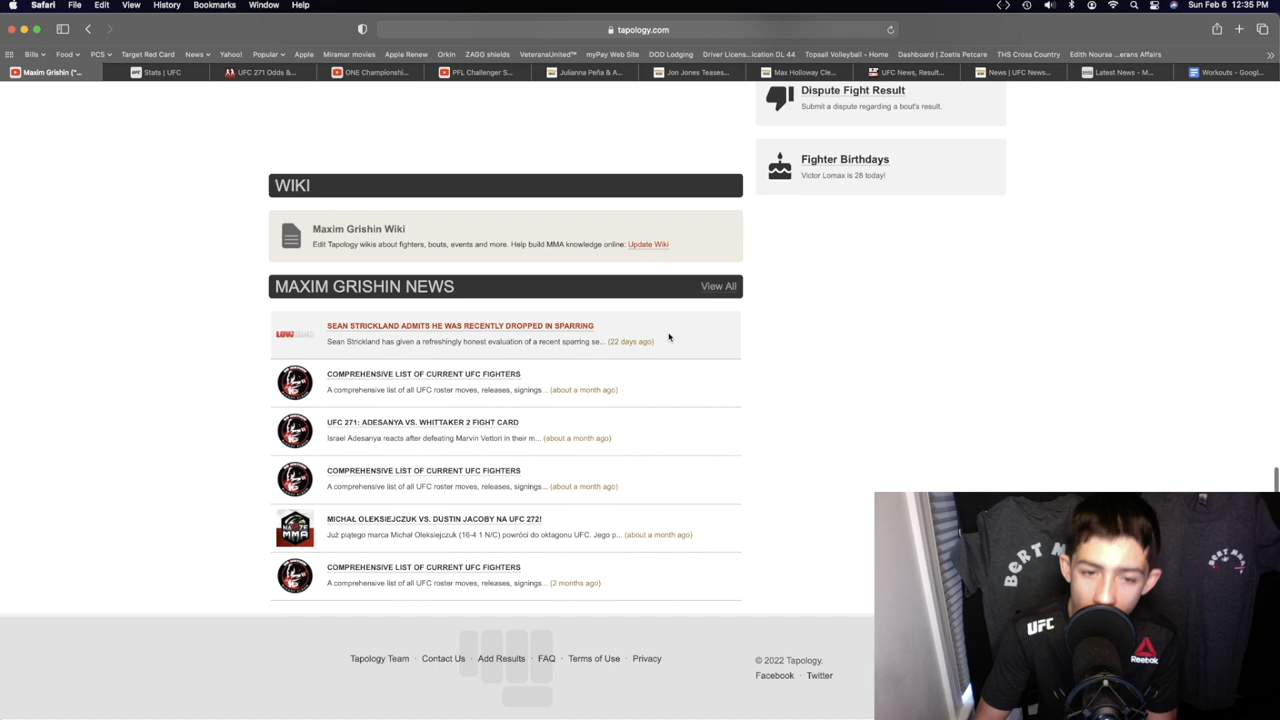 Safari File Edit View History Bookmarks Window Help Sun Feb 6 12:35 PM
tapology.com
Bills Food PCS Target Red Card News Yahoo! Popular Apple Miramar movies Apple Renew Orkin ZAGG shields VeteransUnited™ myPay Web Site DOD Lodging Driver Licens...ication DL 44 Topsail Volleyball - Home Dashboard | Zoetis Petcare THS Cross Country Edith Nourse ...erans Affairs
Maxim Grishin ("... Stats | UFC UFC 271 Odds &... ONE Championshi... PFL Challenger S... Julianna Peña & A... Jon Jones Teases... Max Holloway Cle... UFC News, Result... News | UFC News... Latest News - M... Workouts - Googl...
Dispute Fight Result
Submit a dispute regarding a bout's result.
Fighter Birthdays
Victor Lomax is 28 today!
WIKI
Maxim Grishin Wiki
Edit Tapology wikis about fighters, bouts, events and more. Help build MMA knowledge online: Update Wiki
MAXIM GRISHIN NEWS View All
SEAN STRICKLAND ADMITS HE WAS RECENTLY DROPPED IN SPARRING
Sean Strickland has given a refreshingly honest evaluation of a recent sparring se... (22 days ago)
COMPREHENSIVE LIST OF CURRENT UFC FIGHTERS
A comprehensive list of all UFC roster moves, releases, signings... (about a month ago)
UFC 271: ADESANYA VS. WHITTAKER 2 FIGHT CARD
Israel Adesanya reacts after defeating Marvin Vettori in their m... (about a month ago)
COMPREHENSIVE LIST OF CURRENT UFC FIGHTERS
A comprehensive list of all UFC roster moves, releases, signings... (about a month ago)
MICHAŁ OLEKSIEJCZUK VS. DUSTIN JACOBY NA UFC 272!
Już piątego marca Michał Oleksiejczuk (16-4 1 N/C) powróci do oktagonu UFC. Jego p... (about a month ago)
COMPREHENSIVE LIST OF CURRENT UFC FIGHTERS
A comprehensive list of all UFC roster moves, releases, signings... (2 months ago)
Tapology Team · Contact Us · Add Results · FAQ · Terms of Use · Privacy
© 2022 Tapology.
Facebook · Twitter
BERT MMA
UFC
Reebok